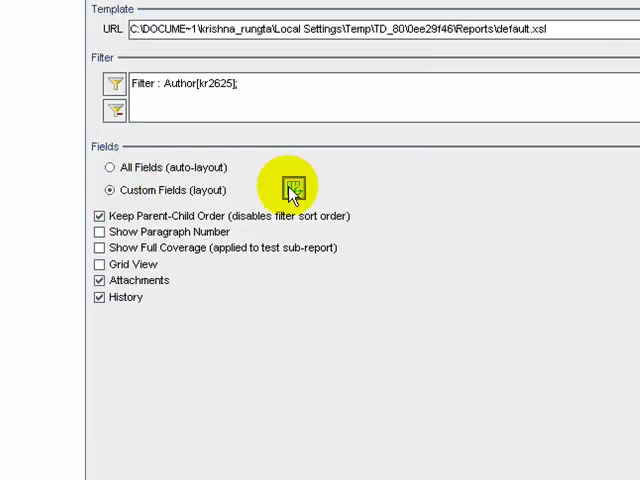 Template
URL C:\DOCUME~1\krishna_rungta\Local Settings\Temp\TD_80\0ee29f46\Reports\default.xsl
Filter
Filter : Author[kr2625];
Fields
All Fields (auto-layout)
Custom Fields (layout)
Keep Parent-Child Order (disables filter sort order)
Show Paragraph Number
Show Full Coverage (applied to test sub-report)
Grid View
Attachments
History